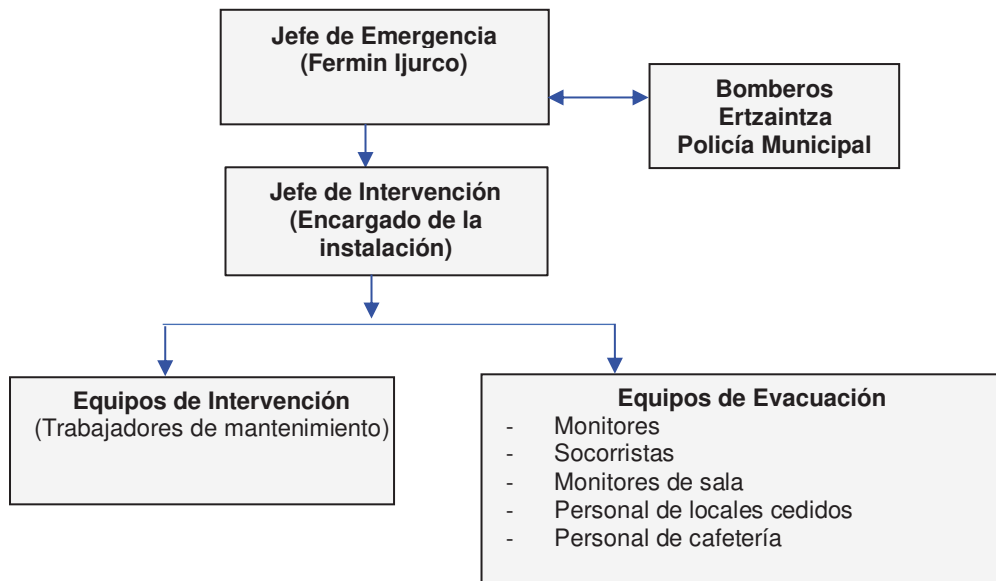 Jefe de Emergencia
(Fermin Ijurco)
Bomberos
Ertzaintza
Policía Municipal
Jefe de Intervención
(Encargado de la
instalación)
Equipos de Intervención
(Trabajadores de mantenimiento)
Equipos de Evacuación
- Monitores
- Socorristas
- Monitores de sala
- Personal de locales cedidos
- Personal de cafetería